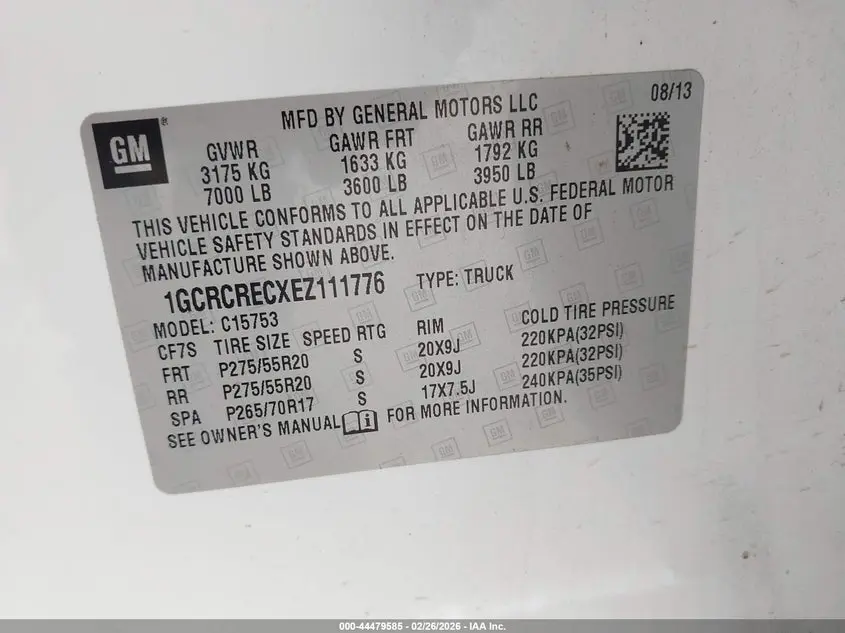 GM
MFD BY GENERAL MOTORS LLC
08/13
GVWR GAWR FRT GAWR RR
3175 KG 1633 KG 1792 KG
7000 LB 3600 LB 3950 LB
THIS VEHICLE CONFORMS TO ALL APPLICABLE U.S. FEDERAL MOTOR
VEHICLE SAFETY STANDARDS IN EFFECT ON THE DATE OF
MANUFACTURE SHOWN ABOVE.
1GCRCRECXEZ111776 TYPE: TRUCK
MODEL: C15753
CF7S TIRE SIZE SPEED RTG RIM COLD TIRE PRESSURE
FRT P275/55R20 S 20X9J 220KPA(32PSI)
RR P275/55R20 S 20X9J 220KPA(32PSI)
SPA P265/70R17 S 17X7.5J 240KPA(35PSI)
SEE OWNER'S MANUAL FOR MORE INFORMATION.
000-44479585 - 02/26/2026 - IAA Inc.